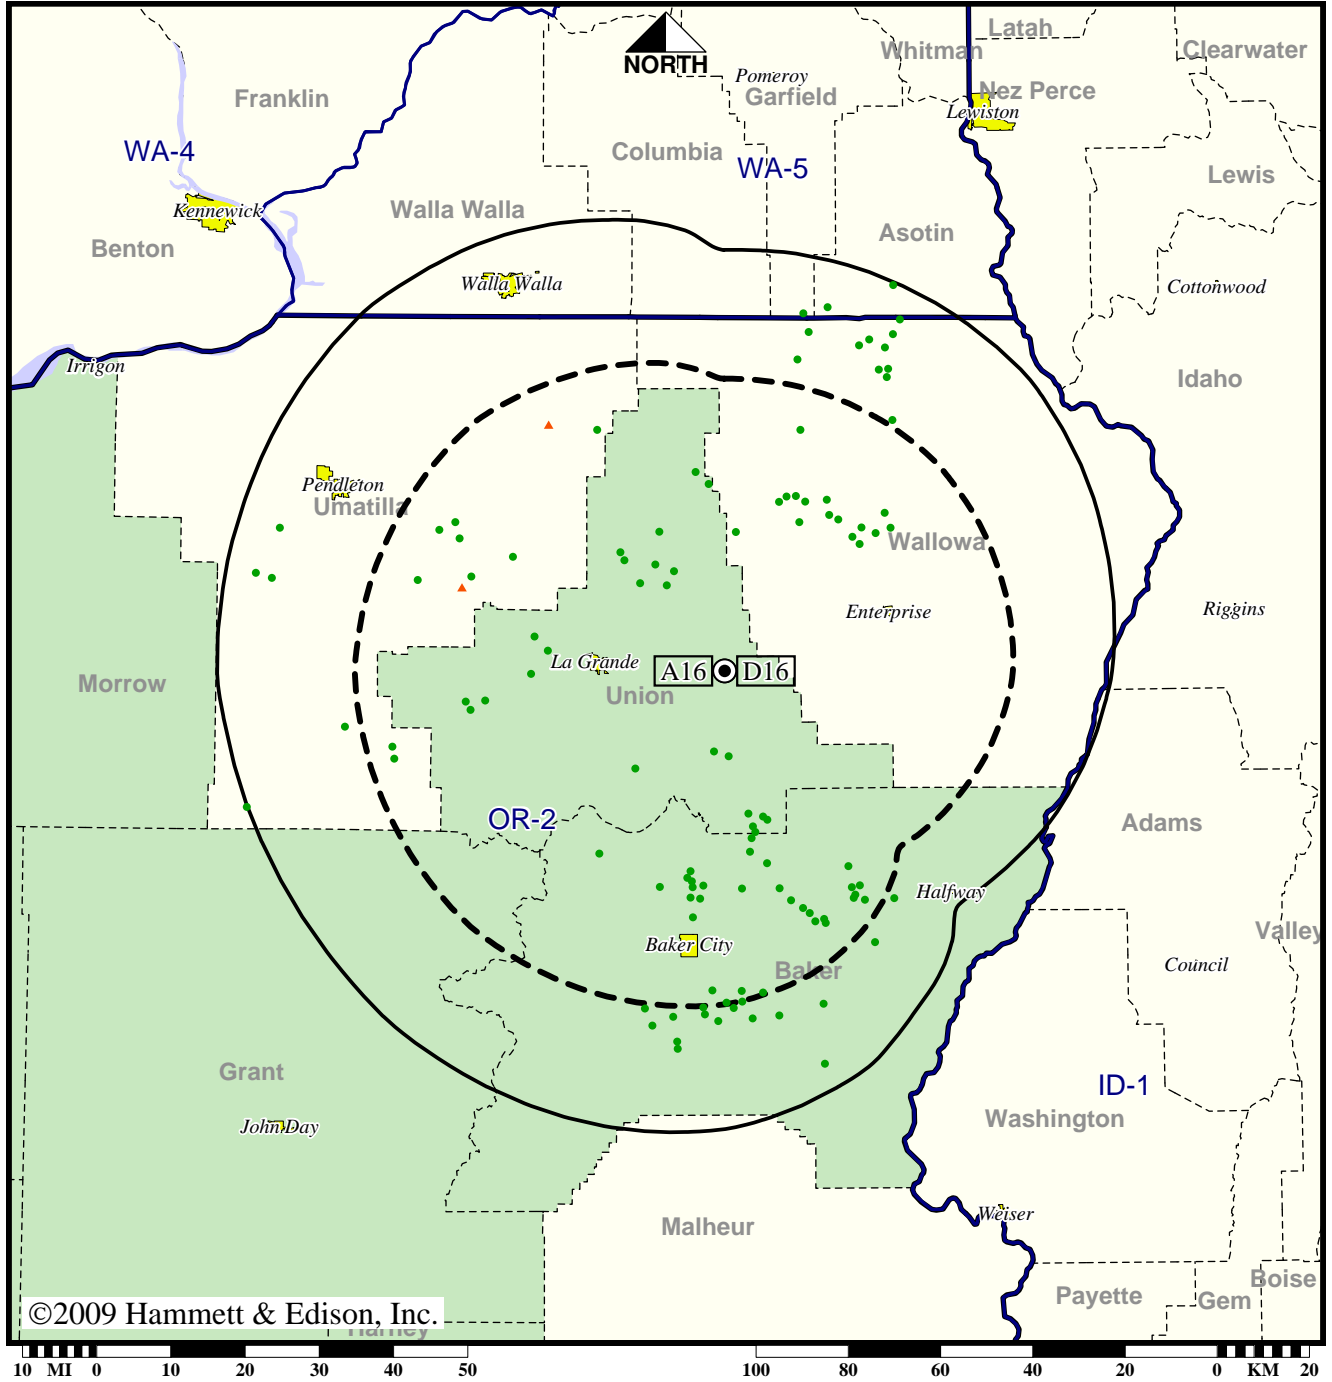 Latah
Whitman
Clearwater
NORTH
Pomeroy
Nez Perce
Franklin
Garfield
Lewiston
WA-4
Columbia
WA-5
Lewis
Kennewick
Walla Walla
Asotin
Benton
Walla Walla
Cottonwood
Irrigon
Idaho
Pendleton
Umatilla
Wallowa
Enterprise
Riggins
La Grande
A16
D16
Morrow
Union
OR-2
Adams
Halfway
Valley
Baker City
Baker
Council
Grant
ID-1
John Day
Washington
Malheur
Weiser
Boise
Payette
Gem
©2009 Hammett & Edison, Inc.
Harney
10 MI 0 10 20 30 40 50
100 80 60 40 20 0 KM 20